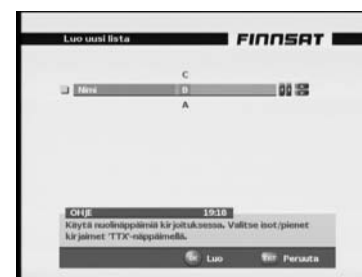 Luo uusi lista FINNSAT
C
Nimi B
A
OHJE 19:16
Käytä nuolinäppäimiä kirjoituksessa. Valitse isot/pienet
kirjaimet 'TTX'-näppäimellä.
Luo Peruuta